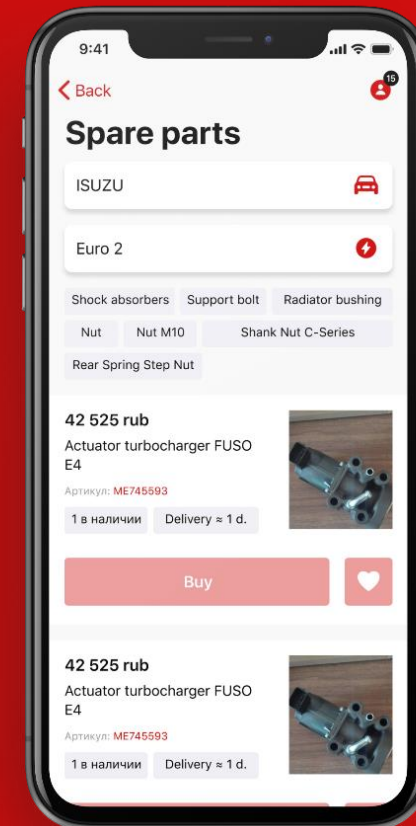 9:41
Back
15
Spare parts
ISUZU
Euro 2
Shock absorbers Support bolt Radiator bushing
Nut Nut M10 Shank Nut C-Series
Rear Spring Step Nut
42 525 rub
Actuator turbocharger FUSO
E4
Артикул: ME745593
1 в наличии Delivery ≈ 1 d.
Buy
42 525 rub
Actuator turbocharger FUSO
E4
Артикул: ME745593
1 в наличии Delivery ≈ 1 d.